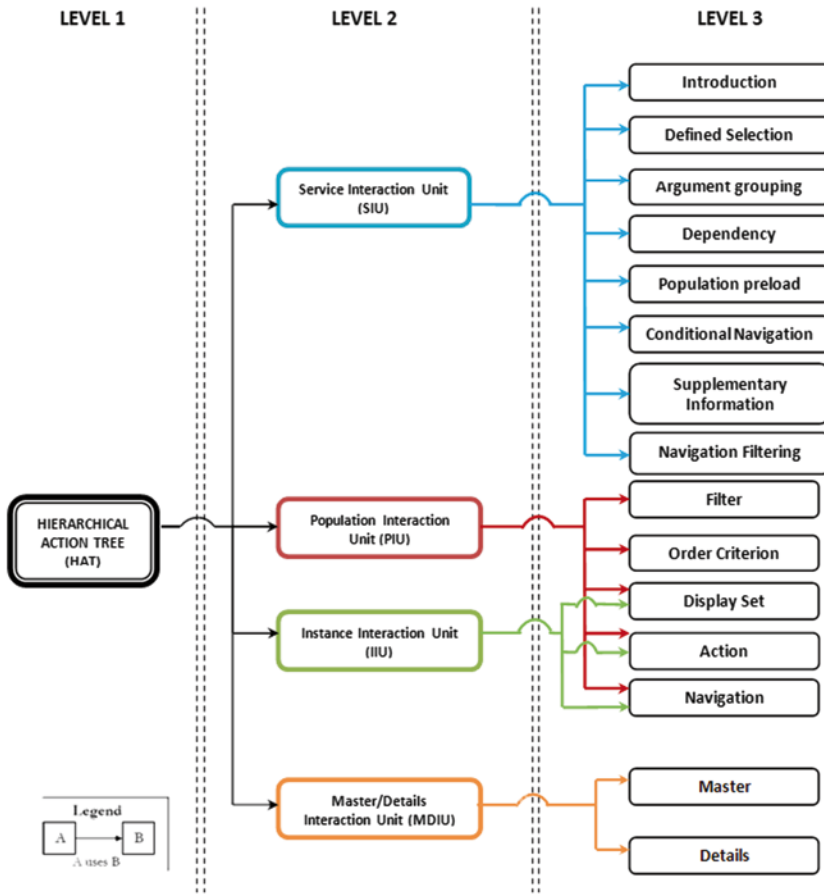 LEVEL 1
LEVEL 2
LEVEL 3
Introduction
Defined Selection
Service Interaction Unit
(SIU)
Argument grouping
Dependency
Population preload
Conditional Navigation
Supplementary
Information
Navigation Filtering
HIERARCHICAL
ACTION TREE
(HAT)
Population Interaction
Unit (PIU)
Filter
Order Criterion
Display Set
Instance Interaction Unit
(IIU)
Action
Navigation
Master/Details
Interaction Unit (MDIU)
Master
Details
Legend
A
B
A uses B